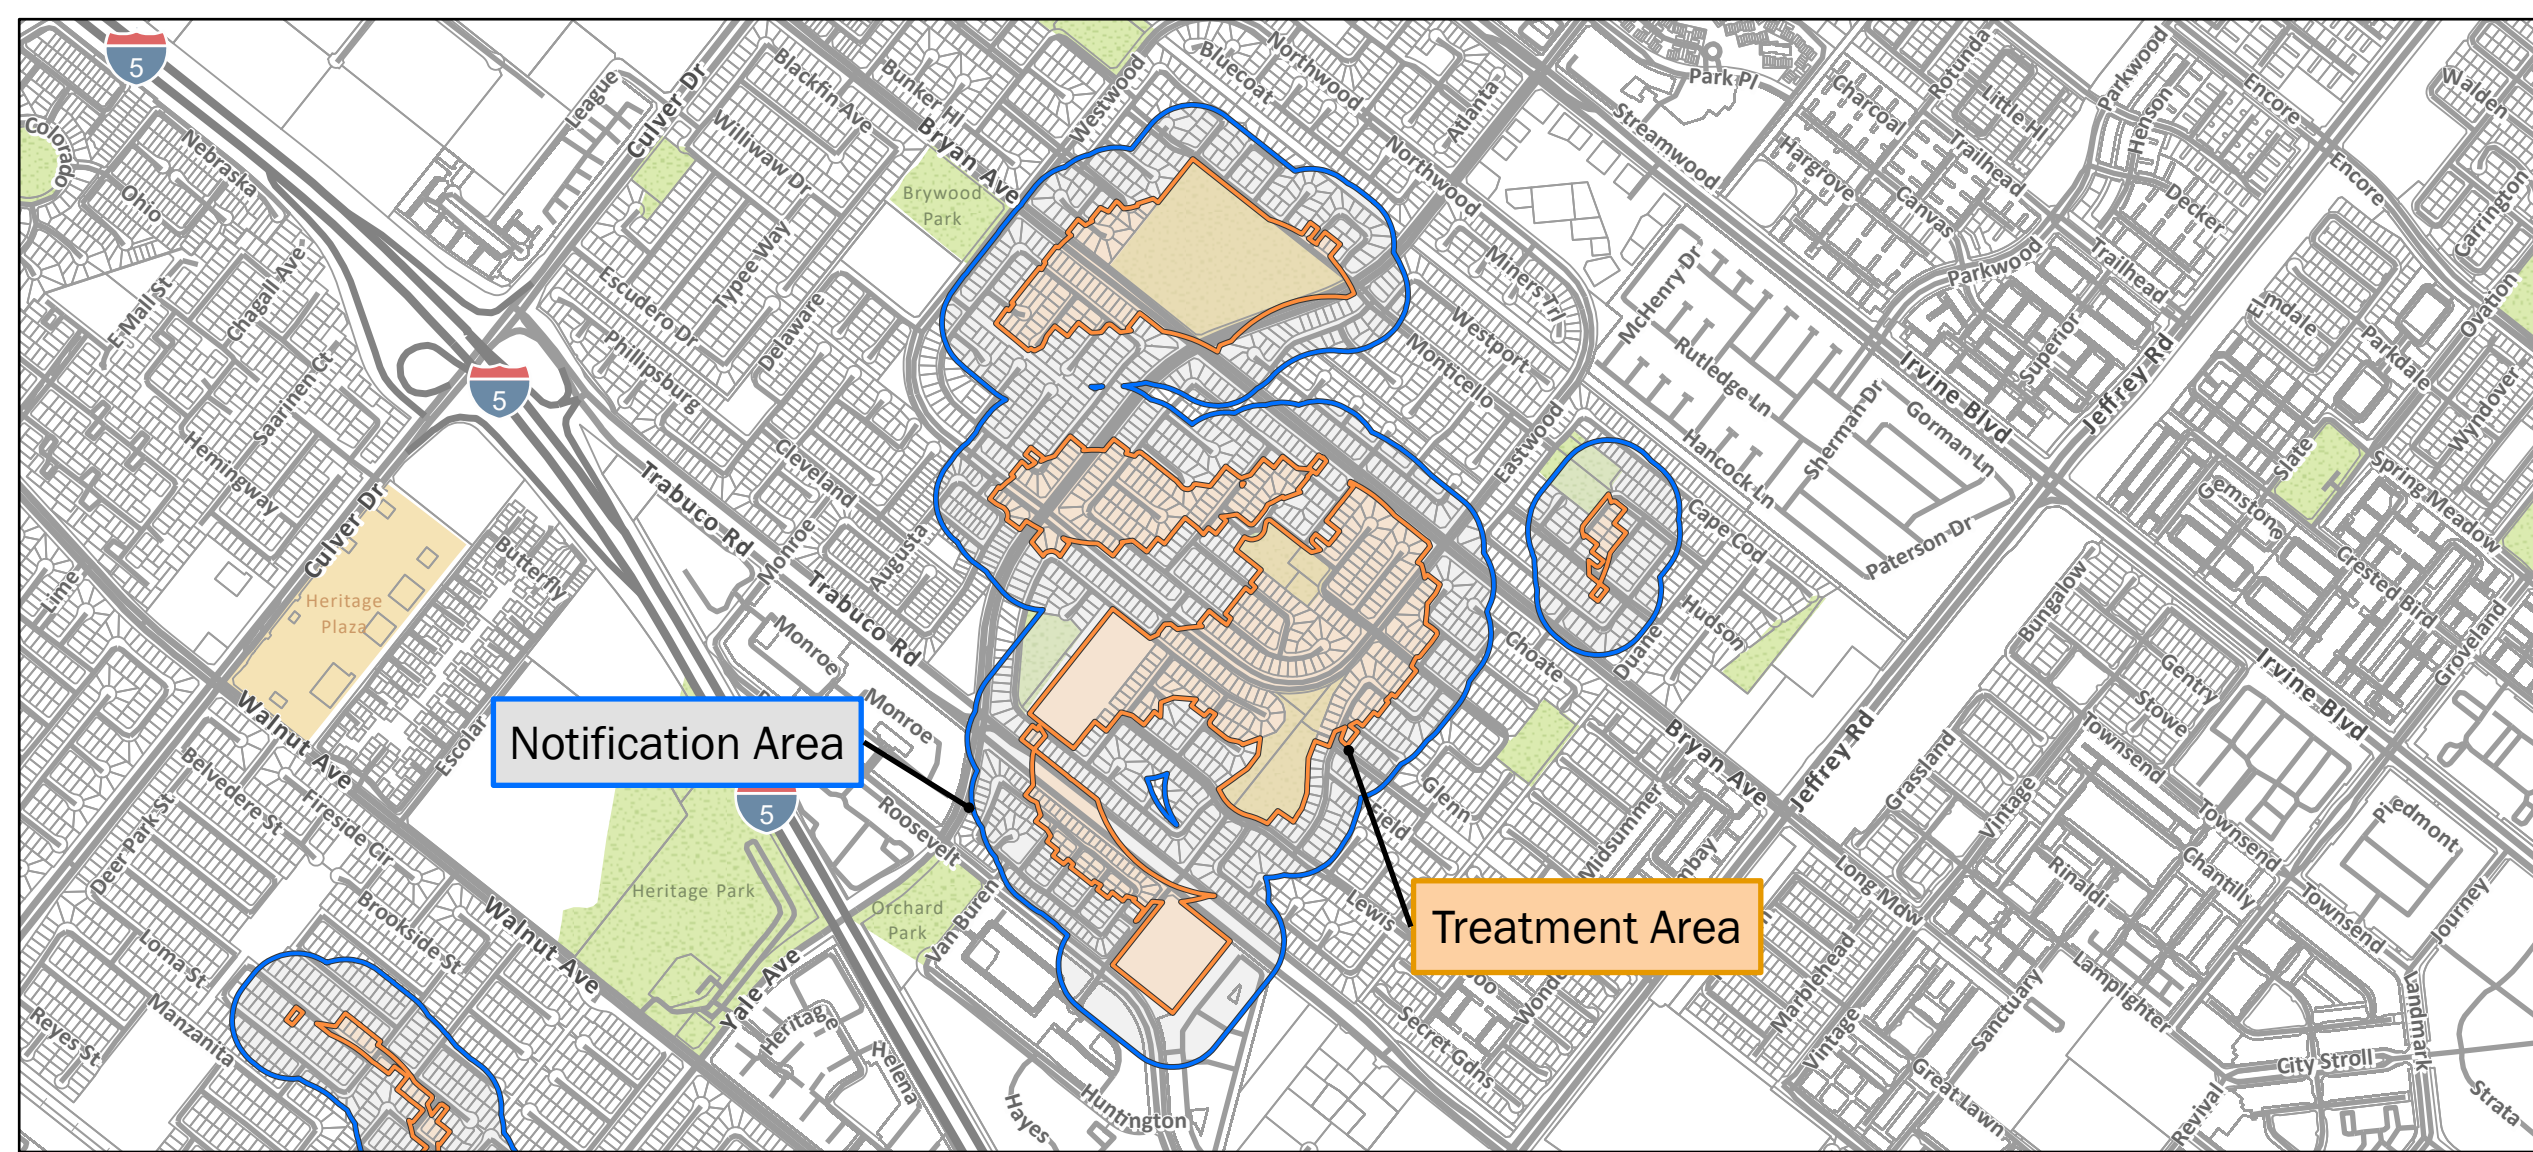 5
Colorado
Nebraska
Ohio
E Mall St
Chagall Ave
Saarinen Ct
Hemingway
League
Culver Dr
Blackfin Ave
Bunker Hl
Williwaw Dr
Bryan Ave
Westwood
Bluecoat
Northwood
Atlanta
Northwood
Brywood
Park
Typee Way
Escudero Dr
Phillipsburg
Delaware
5
Cleveland
Augusta
Trabuco Rd
Monroe
Trabuco Rd
Monroe
Monroe
Park Pl
Streamwood
Charcoal
Rotunda
Little Hl
Trailhead
Hargrove
Canvas
Parkwood
Henson
Encore
Decker
Trailhead
Parkwood
Walden
Encore
Carrington
Ovation
Elmdale
Parkdale
Wyndover
Superior
Jeffrey Rd
Irvine Blvd
Miners Trl
Westport
Monticello
McHenry Dr
Rutledge Ln
Sherman Dr
Gorman Ln
Hancock Ln
Paterson Dr
Eastwood
Cape Cod
Hudson
Duane
Choate
Slate
Gemstone
Spring Meadow
Crested Bird
Groveland
Bungalow
Gentry
Stowe
Irvine Blvd
Culver Dr
Heritage
Plaza
Butterfly
Lime
Escolar
Walnut Ave
Belvedere St
Fireside Cir
Deer Park St
Brookside St
Loma St
Manzanita
Reyes St
Walnut Ave
Notification Area
5
Roosevelt
Heritage Park
Orchard
Park
Van Buren
Yale Ave
Heritage
Helena
Hayes
Huntington
Treatment Area
Glenn
Lewis
Midsummer
Bryan Ave
Jeffrey Rd
Grassland
Vintage
Townsend
Townsend
Townsend
Piedmont
Long Mdw
Rinaldi
Chantilly
Journey
Lamplighter
Marblehead
Vintage
Sanctuary
Landmark
City Stroll
Great Lawn
Revival
Strata
Secret Gdns